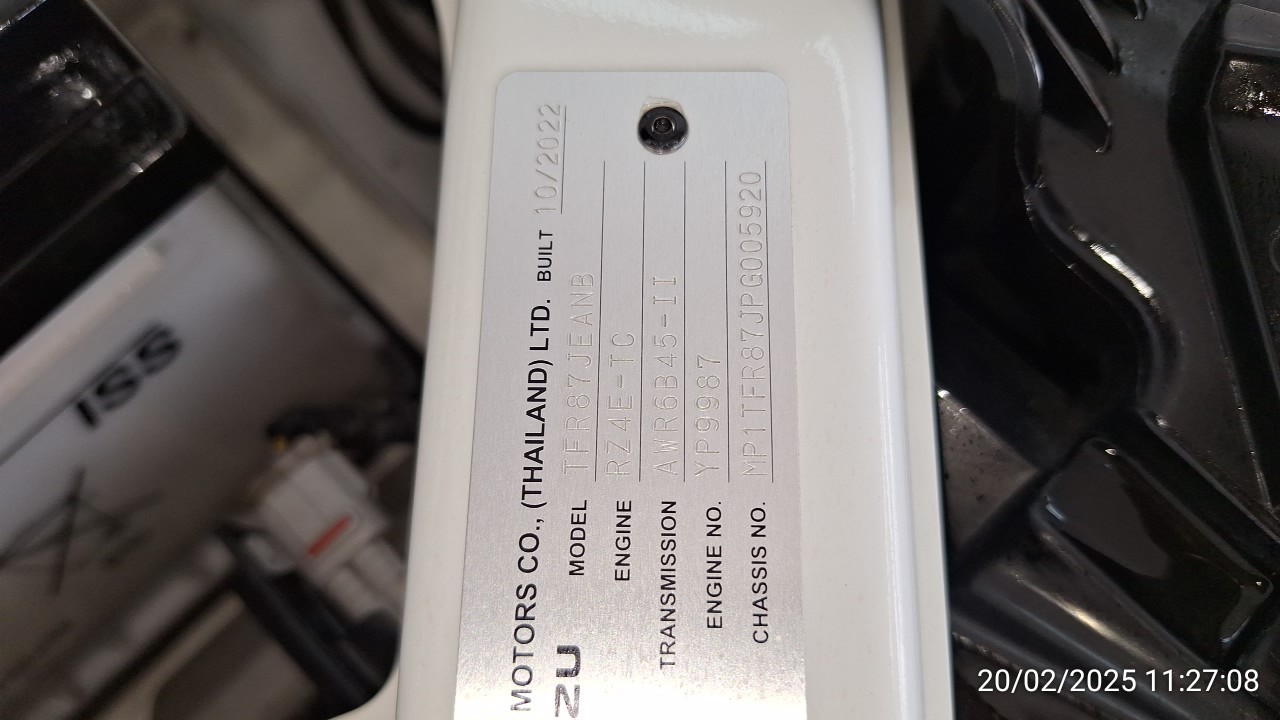 MOTORS CO., (THAILAND) LTD. BUILT 10/2022
ZU
MODEL TFR87JEANB
ENGINE RZ4E-TC
TRANSMISSION AWR6B45-II
ENGINE NO. YP9987
CHASSIS NO. MP1TFR87JPG005920
ISS
20/02/2025 11:27:08